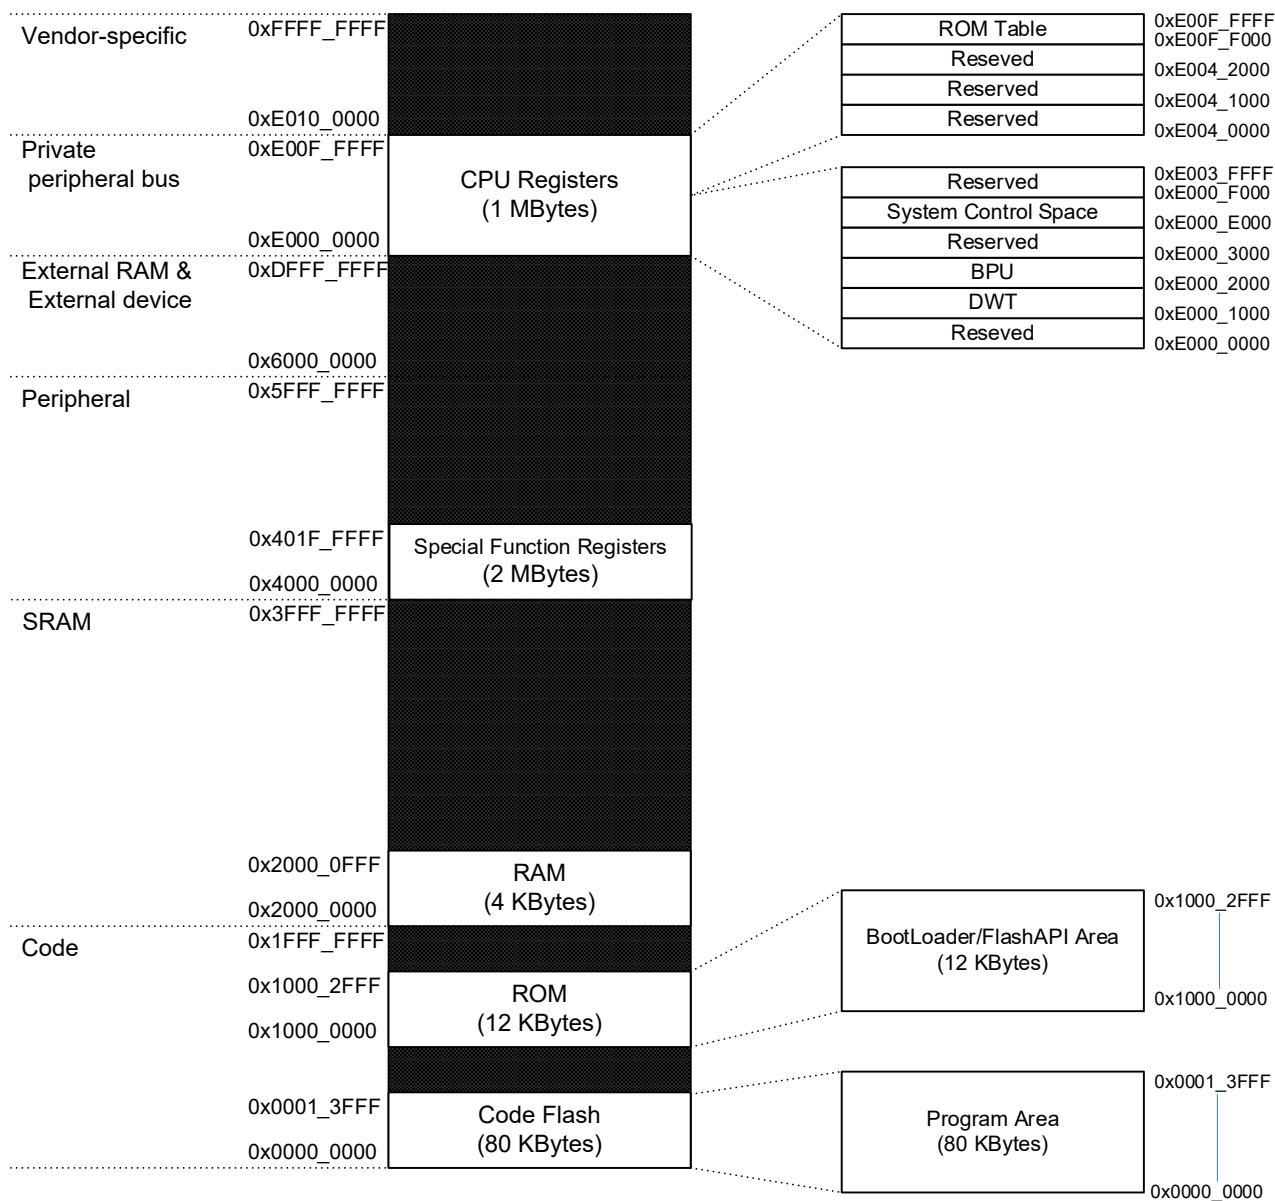 Vendor-specific
0xFFFF_FFFF
0xE010_0000
Private
peripheral bus
0xE00F_FFFF
0xE000_0000
CPU Registers
(1 MBytes)
External RAM &
External device
0xDFFF_FFFF
0x6000_0000
Peripheral
0x5FFF_FFFF
0x401F_FFFF
0x4000_0000
Special Function Registers
(2 MBytes)
SRAM
0x3FFF_FFFF
0x2000_0FFF
0x2000_0000
RAM
(4 KBytes)
Code
0x1FFF_FFFF
0x1000_2FFF
0x1000_0000
ROM
(12 KBytes)
0x0001_3FFF
0x0000_0000
Code Flash
(80 KBytes)
ROM Table
0xE00F_FFFF
0xE00F_F000
Reseved
0xE004_2000
Reserved
0xE004_1000
Reserved
0xE004_0000
Reserved
0xE003_FFFF
0xE000_F000
System Control Space
0xE000_E000
Reserved
0xE000_3000
BPU
0xE000_2000
DWT
0xE000_1000
Reseved
0xE000_0000
BootLoader/FlashAPI Area
(12 KBytes)
0x1000_2FFF
0x1000_0000
Program Area
(80 KBytes)
0x0001_3FFF
0x0000_0000